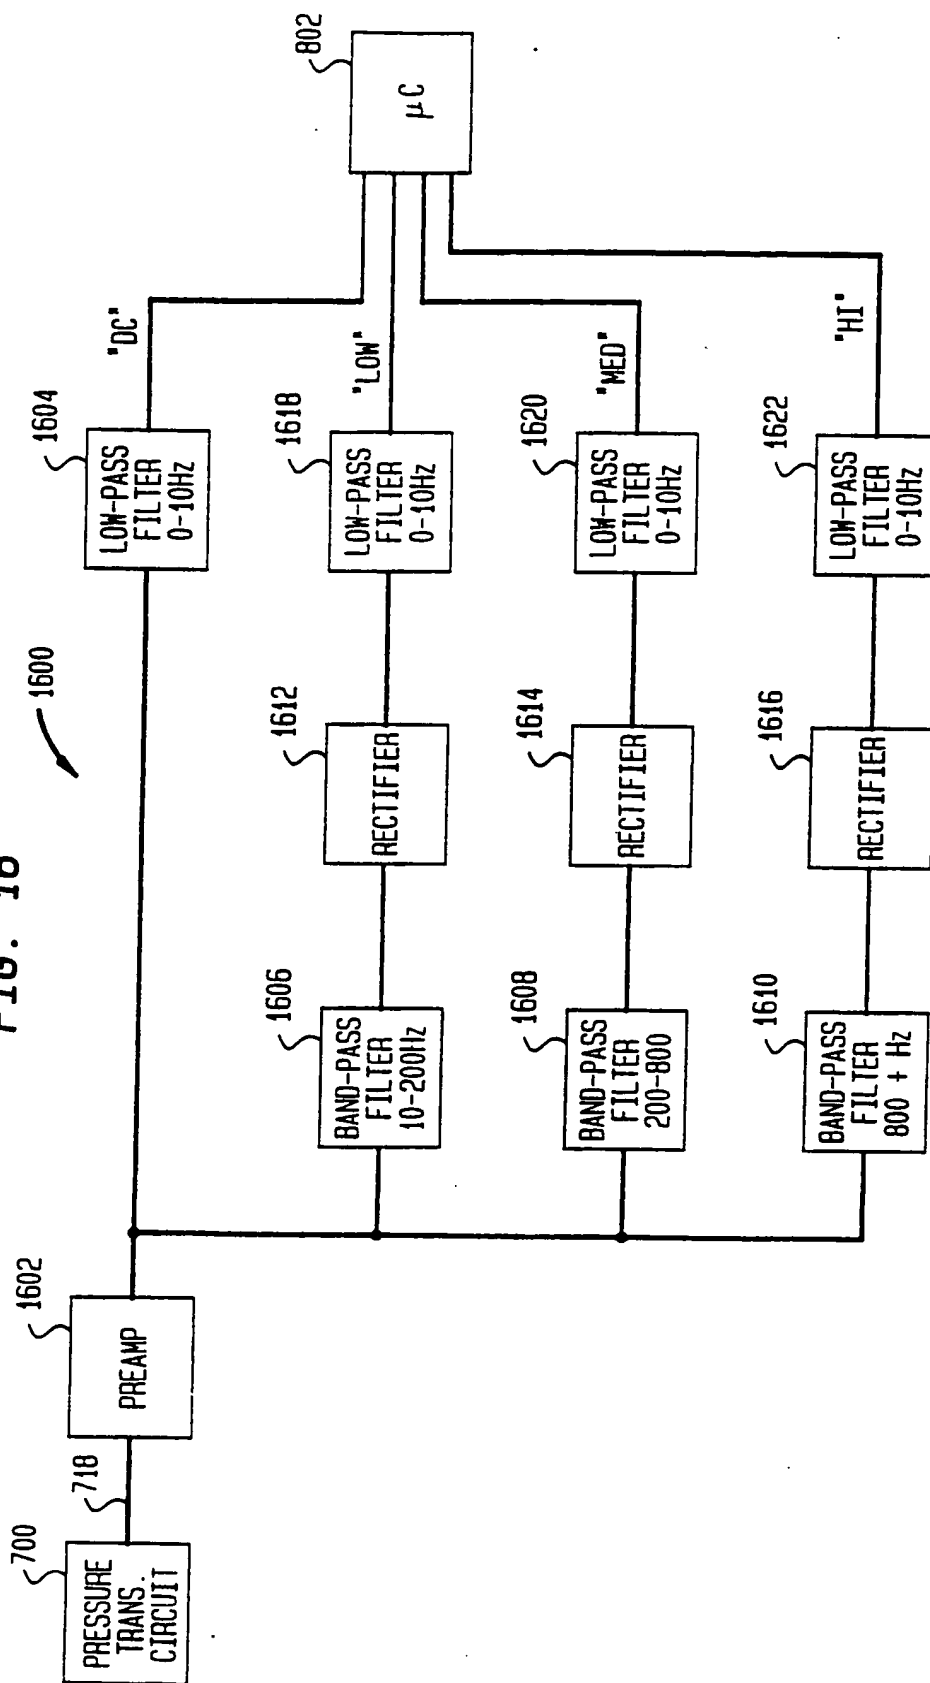 FIG. 16
1600
700
PRESSURE
TRANS.
CIRCUIT
718
1602
PREAMP
1604
LOW-PASS
FILTER
0-10Hz
"DC"
1606
BAND-PASS
FILTER
10-200Hz
1612
RECTIFIER
1618
LOW-PASS
FILTER
0-10Hz
"LOW"
1608
BAND-PASS
FILTER
200-800
1614
RECTIFIER
1620
LOW-PASS
FILTER
0-10Hz
"MED"
1610
BAND-PASS
FILTER
800 + Hz
1616
RECTIFIER
1622
LOW-PASS
FILTER
0-10Hz
"HI"
802
μC